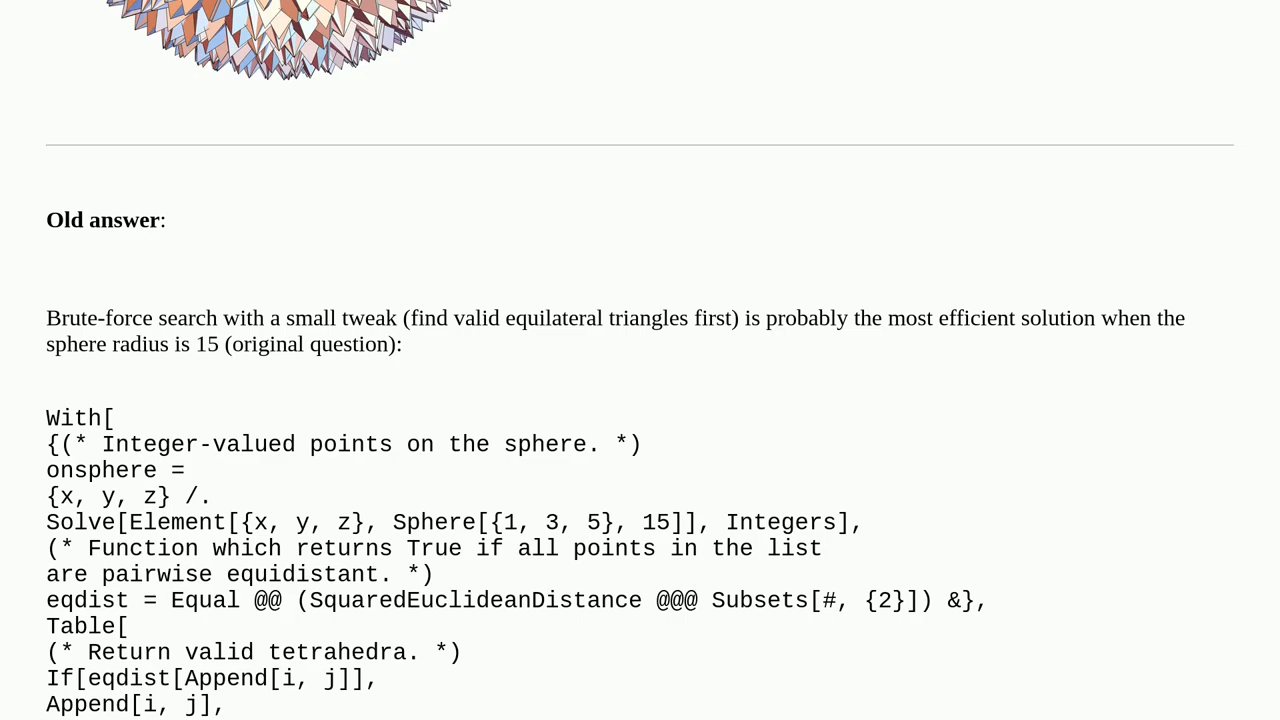 Old answer:
Brute-force search with a small tweak (find valid equilateral triangles first) is probably the most efficient solution when the
sphere radius is 15 (original question):
With[
{(* Integer-valued points on the sphere. *)
onsphere =
{x, y, z} /.
Solve[Element[{x, y, z}, Sphere[{1, 3, 5}, 15]], Integers],
(* Function which returns True if all points in the list
are pairwise equidistant. *)
eqdist = Equal @@ (SquaredEuclideanDistance @@@ Subsets[#, {2}]) &},
Table[
(* Return valid tetrahedra. *)
If[eqdist[Append[i, j]],
Append[i, j],